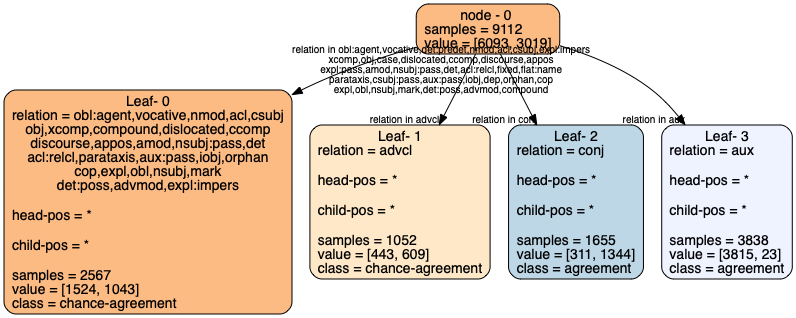 node - 0
samples = 9112
value = [6093, 3019]
relation in obl:agent,vocative,det:predet,nmod,acl,csubj,expl:impers
xcomp,obj,case,dislocated,ccomp,discourse,appos
expl:pass,amod,nsubj:pass,det,acl:relcl,fixed,flat:name
parataxis,csubj:pass,aux:pass,iobj,dep,orphan,cop
expl,obl,nsubj,mark,det:poss,advmod,compound
relation in advcl
relation in conj
relation in aux
Leaf- 0
relation = obl:agent,vocative,nmod,acl,csubj
obj,xcomp,compound,dislocated,ccomp
discourse,appos,amod,nsubj:pass,det
acl:relcl,parataxis,aux:pass,iobj,orphan
cop,expl,obl,nsubj,mark
det:poss,advmod,expl:impers
head-pos = *
child-pos = *
samples = 2567
value = [1524, 1043]
class = chance-agreement
Leaf- 1
relation = advcl
head-pos = *
child-pos = *
samples = 1052
value = [443, 609]
class = chance-agreement
Leaf- 2
relation = conj
head-pos = *
child-pos = *
samples = 1655
value = [311, 1344]
class = agreement
Leaf- 3
relation = aux
head-pos = *
child-pos = *
samples = 3838
value = [3815, 23]
class = agreement